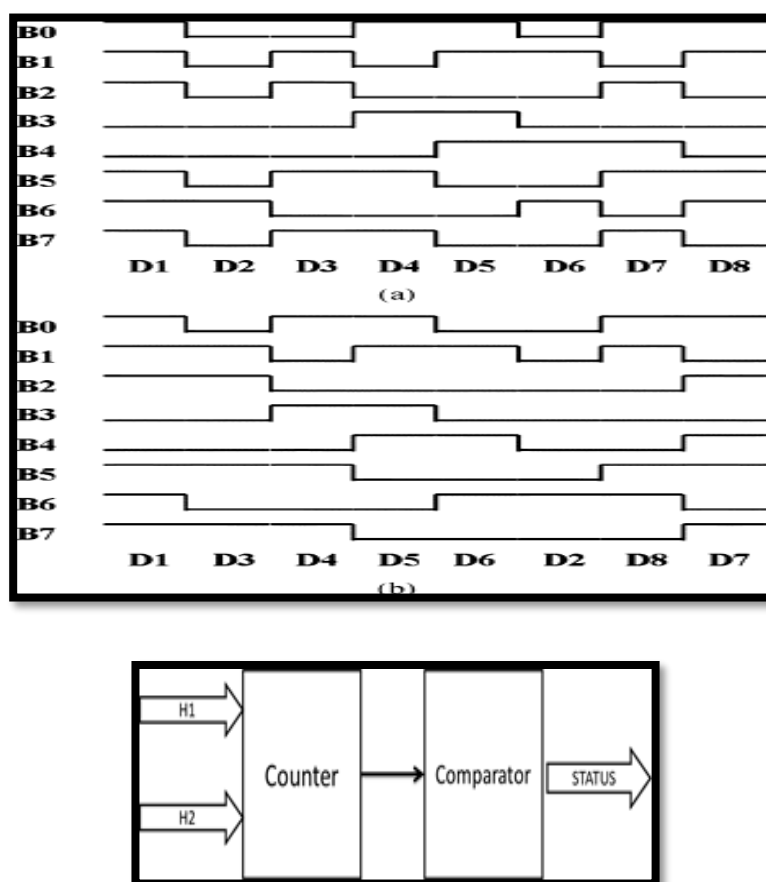 B0
B1
B2
B3
B4
B5
B6
B7
D1 D2 D3 D4 D5 D6 D7 D8
(a)
B0
B1
B2
B3
B4
B5
B6
B7
D1 D3 D4 D5 D6 D2 D8 D7
(b)
H1
H2
Counter
Comparator
STATUS